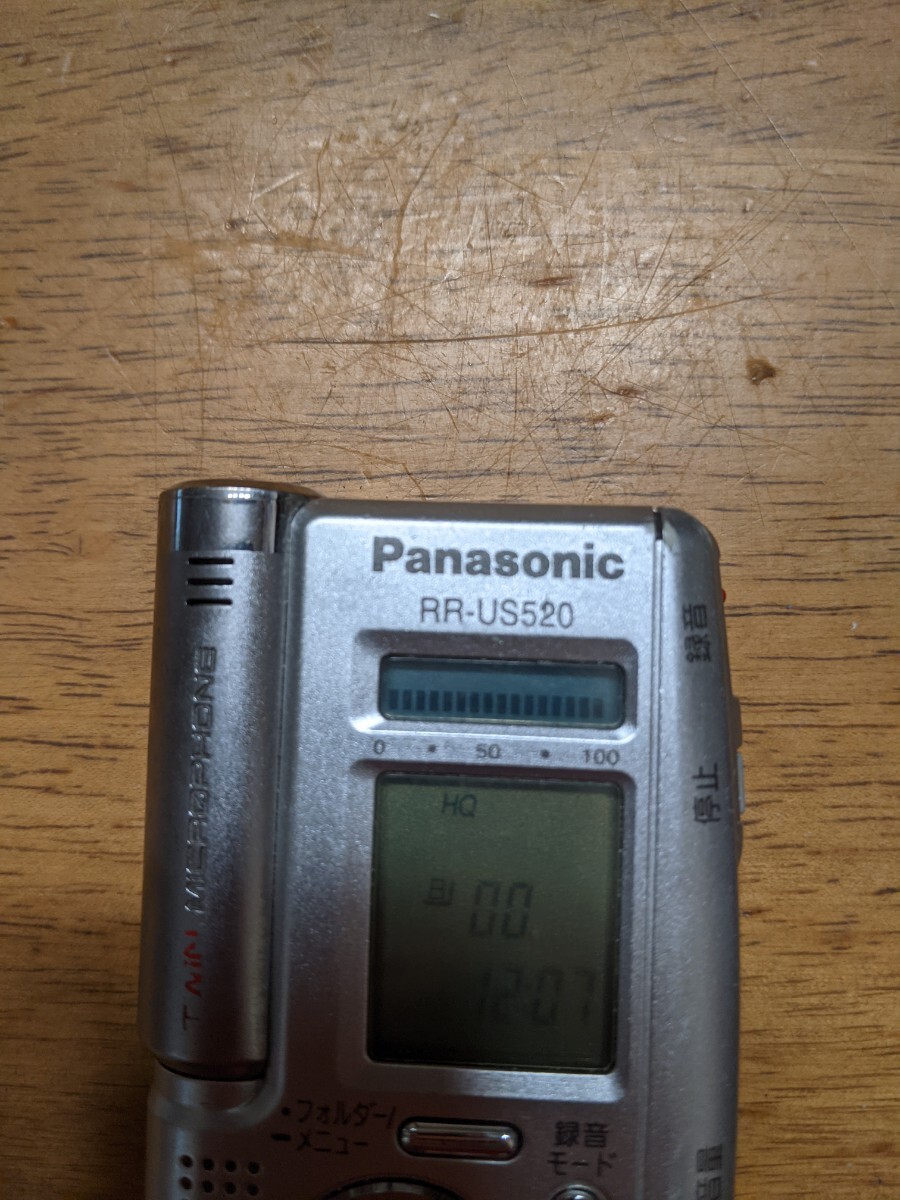 Panasonic
RR-US520
0 • 50 • 100
HQ
00
12:07
TWIN MICROPHONE
録音
停止
• フォルダー/
ー メニュー
録音
モード